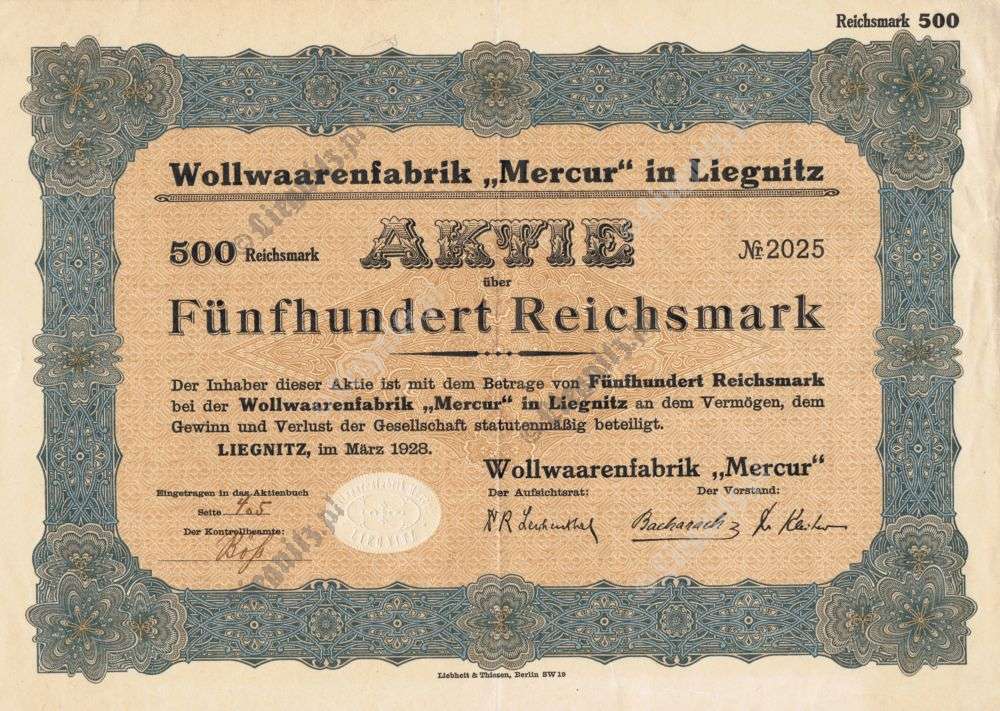 Reichsmark 500
Wollwaarenfabrik „Mercur“ in Liegnitz
500 Reichsmark AKTIE № 2025
über
Fünfhundert Reichsmark
Der Inhaber dieser Aktie ist mit dem Betrage von Fünfhundert Reichsmark
bei der Wollwaarenfabrik „Mercur“ in Liegnitz an dem Vermögen, dem
Gewinn und Verlust der Gesellschaft statutenmäßig beteiligt.
LIEGNITZ, im März 1928.
Wollwaarenfabrik „Mercur“
Eingetragen in das Aktienbuch
Der Aufsichtsrat: Der Vorstand:
Seite 405
Der Kontrollbeamte:
Bacharach
LIEGNITZ
Liebheit & Thiesen, Berlin SW 19